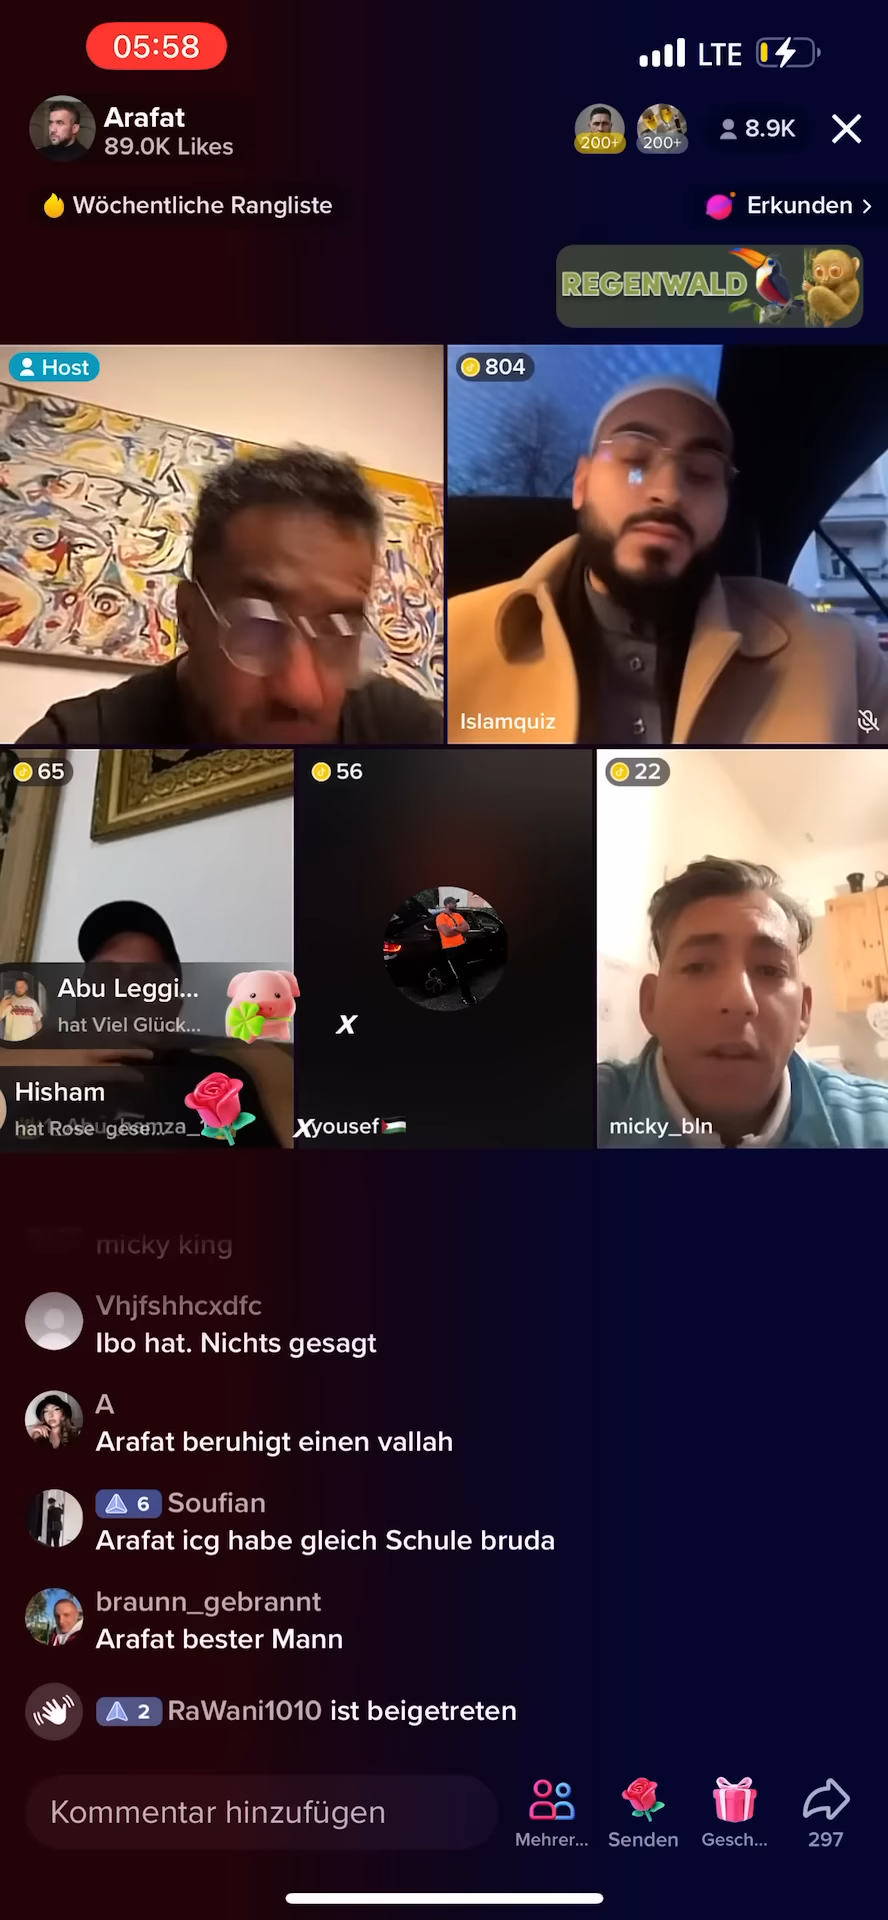 05:58
LTE
Arafat
89.0K Likes
200+
200+
8.9K
Wöchentliche Rangliste
Erkunden >
REGENWALD
Host
804
Islamquiz
65
56
22
Abu Leggi...
hat Viel Glück...
X
Hisham
hat Rose gese...
Xyousef
micky_bln
micky king
Vhjfshhcxdfc
Ibo hat. Nichts gesagt
A
Arafat beruhigt einen vallah
6 Soufian
Arafat icg habe gleich Schule bruda
braunn_gebrannt
Arafat bester Mann
2 RaWani1010 ist beigetreten
Kommentar hinzufügen
Mehrer...
Senden
Gesch...
297